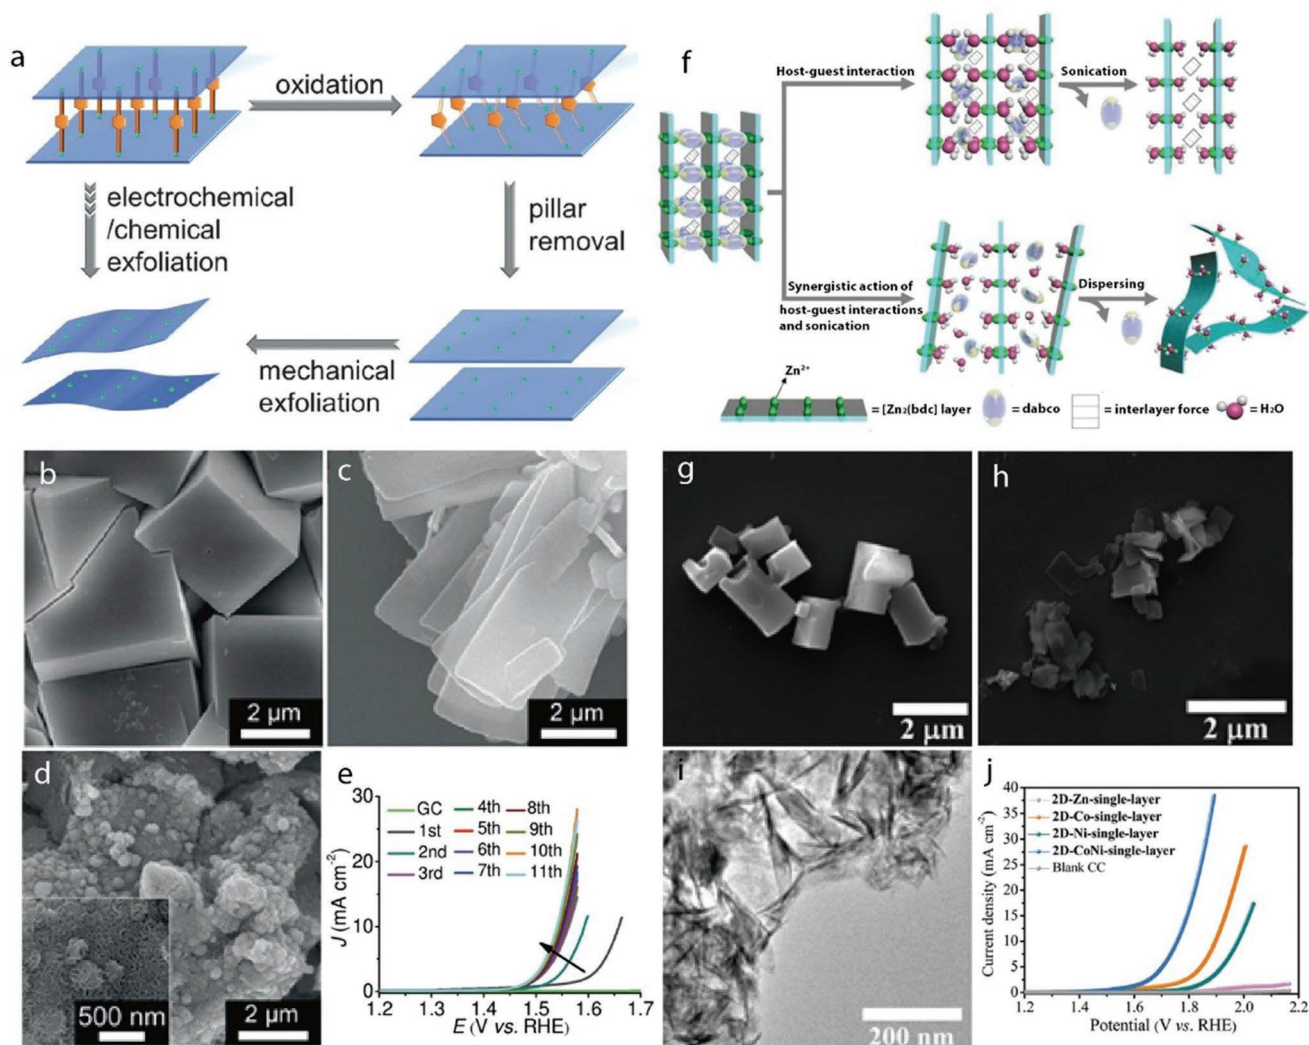 a
oxidation
electrochemical
/chemical
exfoliation
pillar
removal
mechanical
exfoliation
f
Host-guest interaction
Sonication
Synergistic action of
host-guest interactions
and sonication
Dispersing
Zn²⁺
= [Zn₂(bdc] layer
= dabco
= interlayer force
= H₂O
b
2 µm
c
2 µm
g
2 µm
h
2 µm
d
500 nm
2 µm
e
GC 4th 8th
1st 5th 9th
2nd 6th 10th
3rd 7th 11th
J (mA cm⁻²)
30
20
10
0
1.2 1.3 1.4 1.5 1.6 1.7
E (V vs. RHE)
i
200 nm
j
2D-Zn-single-layer
2D-Co-single-layer
2D-Ni-single-layer
2D-CoNi-single-layer
Blank CC
Current density (mA cm⁻²)
40
35
30
25
20
15
10
5
0
1.2 1.4 1.6 1.8 2.0 2.2
Potential (V vs. RHE)